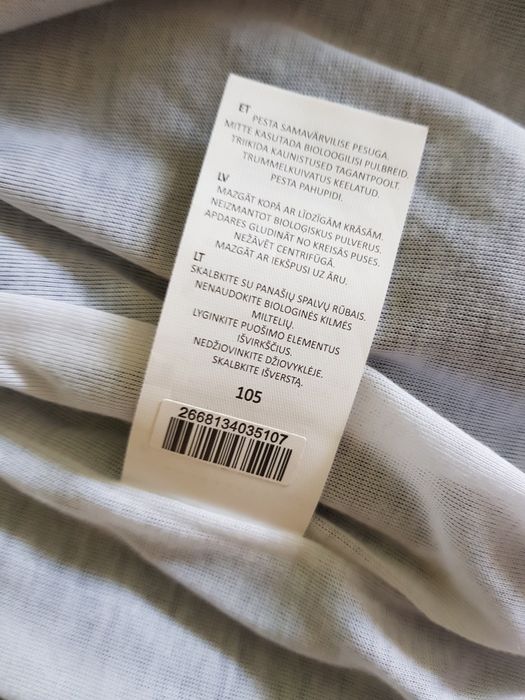 ET
PESTA SAMAVÄRVILISE PESUGA.
MITTE KASUTADA BIOLOOGILISI PULBREID.
TRIIKIDA KAUNISTUSED TAGANTPOOLT.
TRUMMELKUIVATUS KEELATUD.
PESTA PAHUPIDI.
LV
MAZGĀT KOPĀ AR LĪDZĪGĀM KRĀSĀM.
NEIZMANTOT BIOLOĢISKUS PULVERUS.
APDARES GLUDINĀT NO KREISĀS PUSES.
NEŽĀVĒT CENTRIFŪGĀ.
MAZGĀT AR IEKŠPUSI UZ ĀRU.
LT
SKALBKITE SU PANAŠIŲ SPALVŲ RŪBAIS.
NENAUDOKITE BIOLOGINĖS KILMĖS
MILTELIŲ.
LYGINKITE PUOŠIMO ELEMENTUS
IŠVIRKŠČIUS.
NEDŽIOVINKITE DŽIOVYKLĖJE.
SKALBKITE IŠVERSTĄ.
105
2668134035107